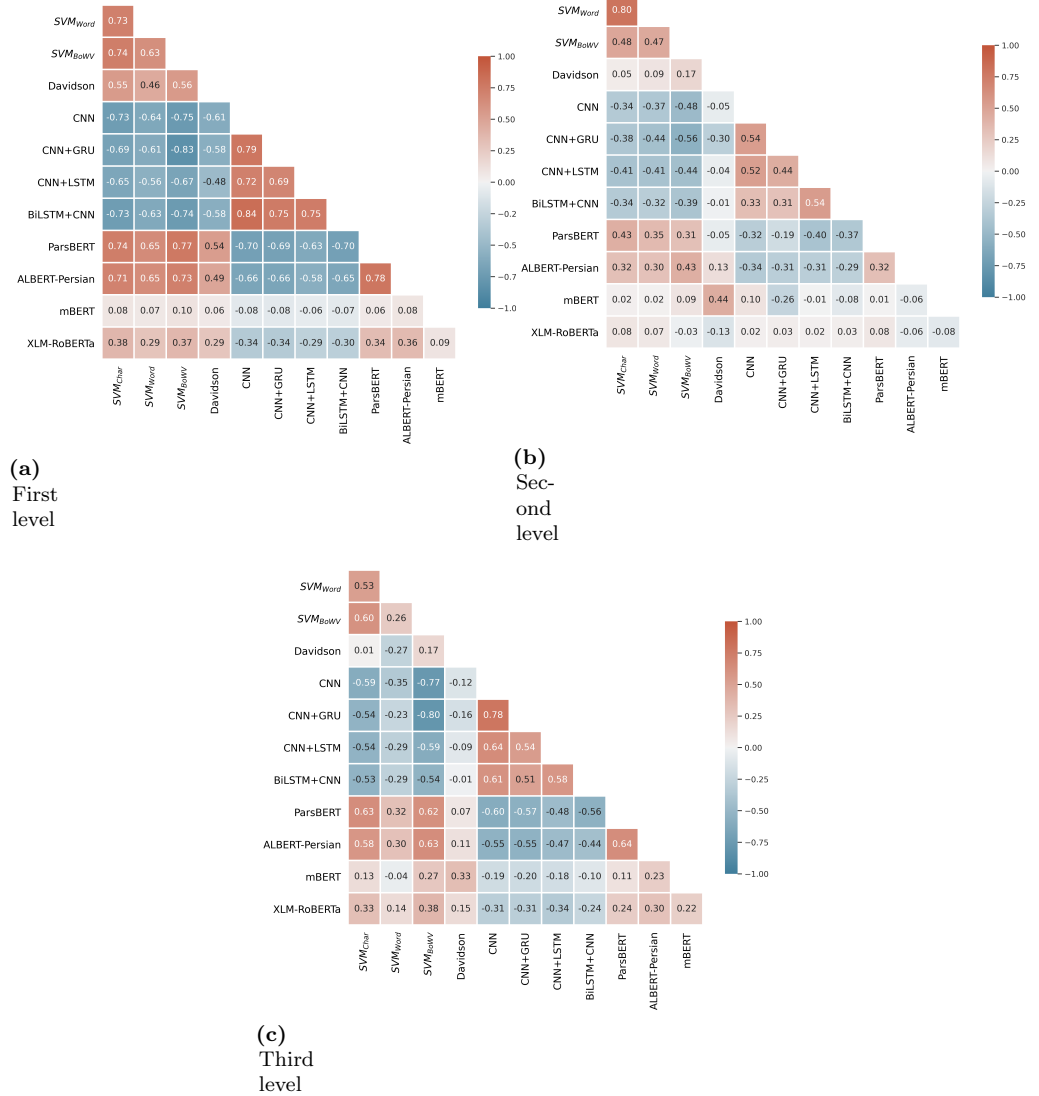 SVM_Word 0.73
SVM_BoWV 0.74 0.63
Davidson 0.55 0.46 0.56
CNN -0.73 -0.64 -0.75 -0.61
CNN+GRU -0.69 -0.61 -0.83 -0.58 0.79
CNN+LSTM -0.65 -0.56 -0.67 -0.48 0.72 0.69
BiLSTM+CNN -0.73 -0.63 -0.74 -0.58 0.84 0.75 0.75
ParsBERT 0.74 0.65 0.77 0.54 -0.70 -0.69 -0.63 -0.70
ALBERT-Persian 0.71 0.65 0.73 0.49 -0.66 -0.66 -0.58 -0.65 0.78
mBERT 0.08 0.07 0.10 0.06 -0.08 -0.08 -0.06 -0.07 0.06 0.08
XLM-RoBERTa 0.38 0.29 0.37 0.29 -0.34 -0.34 -0.29 -0.30 0.34 0.36 0.09
SVM_Char SVM_Word SVM_BoWV Davidson CNN CNN+GRU CNN+LSTM BiLSTM+CNN ParsBERT ALBERT-Persian mBERT
1.00
0.75
0.50
0.25
0.00
-0.2
-0.5
-0.7
-1.0
(a)
First
level
SVM_Word 0.80
SVM_BoWV 0.48 0.47
Davidson 0.05 0.09 0.17
CNN -0.34 -0.37 -0.48 -0.05
CNN+GRU -0.38 -0.44 -0.56 -0.30 0.54
CNN+LSTM -0.41 -0.41 -0.44 -0.04 0.52 0.44
BiLSTM+CNN -0.34 -0.32 -0.39 -0.01 0.33 0.31 0.54
ParsBERT 0.43 0.35 0.31 -0.05 -0.32 -0.19 -0.40 -0.37
ALBERT-Persian 0.32 0.30 0.43 0.13 -0.34 -0.31 -0.31 -0.29 0.32
mBERT 0.02 0.02 0.09 0.44 0.10 -0.26 -0.01 -0.08 0.01 -0.06
XLM-RoBERTa 0.08 0.07 -0.03 -0.13 0.02 0.03 0.02 0.03 0.08 -0.06 -0.08
SVM_Char SVM_Word SVM_BoWV Davidson CNN CNN+GRU CNN+LSTM BiLSTM+CNN ParsBERT ALBERT-Persian mBERT
1.00
0.75
0.50
0.25
0.00
-0.25
-0.50
-0.75
-1.00
(b)
Sec-
ond
level
SVM_Word 0.53
SVM_BoWV 0.60 0.26
Davidson 0.01 -0.27 0.17
CNN -0.59 -0.35 -0.77 -0.12
CNN+GRU -0.54 -0.23 -0.80 -0.16 0.78
CNN+LSTM -0.54 -0.29 -0.59 -0.09 0.64 0.54
BiLSTM+CNN -0.53 -0.29 -0.54 -0.01 0.61 0.51 0.58
ParsBERT 0.63 0.32 0.62 0.07 -0.60 -0.57 -0.48 -0.56
ALBERT-Persian 0.58 0.30 0.63 0.11 -0.55 -0.55 -0.47 -0.44 0.64
mBERT 0.13 -0.04 0.27 0.33 -0.19 -0.20 -0.18 -0.10 0.11 0.23
XLM-RoBERTa 0.33 0.14 0.38 0.15 -0.31 -0.31 -0.34 -0.24 0.24 0.30 0.22
SVM_Char SVM_Word SVM_BoWV Davidson CNN CNN+GRU CNN+LSTM BiLSTM+CNN ParsBERT ALBERT-Persian mBERT
1.00
0.75
0.50
0.25
0.00
-0.25
-0.50
-0.75
-1.00
(c)
Third
level